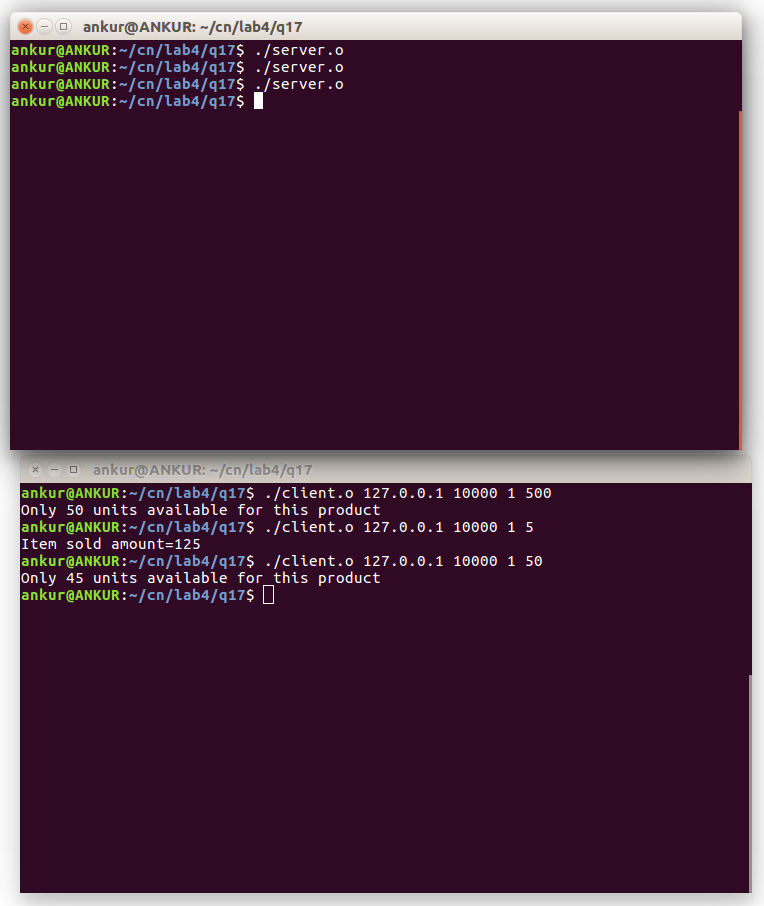 ankur@ANKUR: ~/cn/lab4/q17
ankur@ANKUR:~/cn/lab4/q17$ ./server.o
ankur@ANKUR:~/cn/lab4/q17$ ./server.o
ankur@ANKUR:~/cn/lab4/q17$ ./server.o
ankur@ANKUR:~/cn/lab4/q17$
ankur@ANKUR: ~/cn/lab4/q17
ankur@ANKUR:~/cn/lab4/q17$ ./client.o 127.0.0.1 10000 1 500
Only 50 units available for this product
ankur@ANKUR:~/cn/lab4/q17$ ./client.o 127.0.0.1 10000 1 5
Item sold amount=125
ankur@ANKUR:~/cn/lab4/q17$ ./client.o 127.0.0.1 10000 1 50
Only 45 units available for this product
ankur@ANKUR:~/cn/lab4/q17$